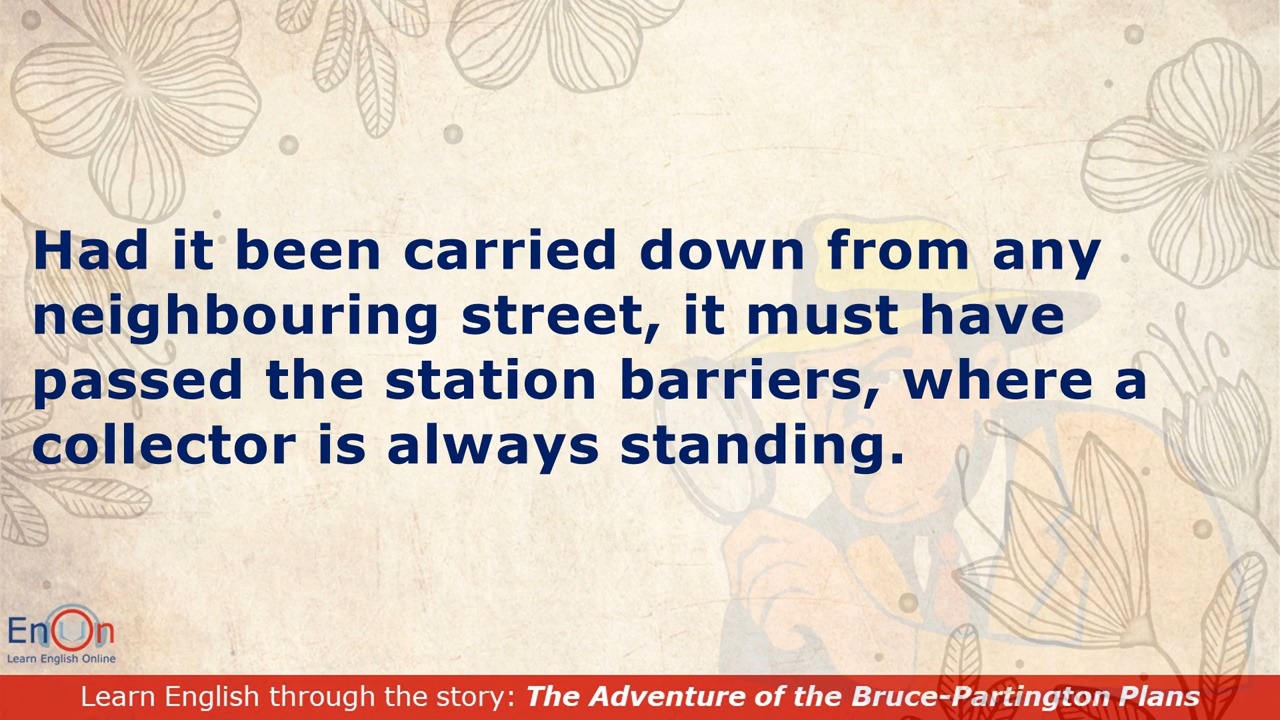 Had it been carried down from any
neighbouring street, it must have
passed the station barriers, where a
collector is always standing.
EnOn
Learn English Online
Learn English through the story: The Adventure of the Bruce-Partington Plans